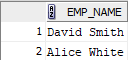 EMP_NAME
1 David Smith
2 Alice White